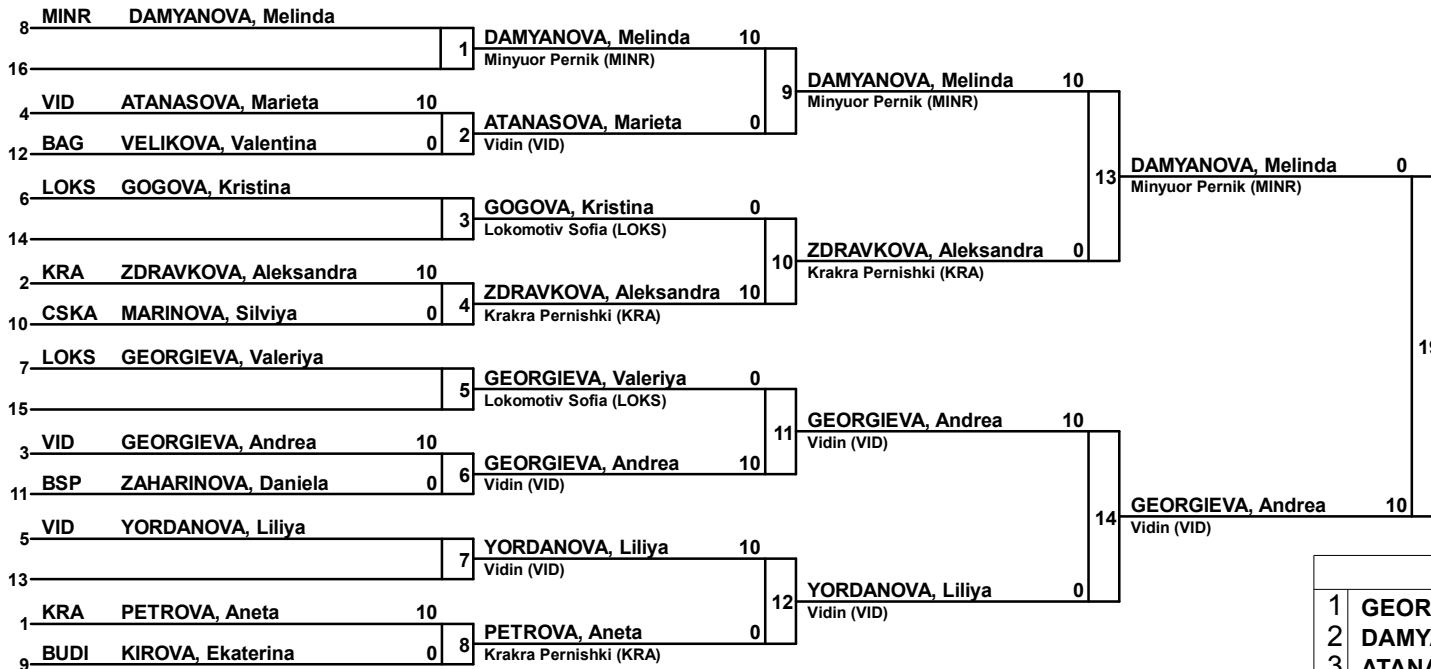 MINR DAMYANOVA, Melinda
8
16
1 DAMYANOVA, Melinda 10
Minyuor Pernik (MINR)
VID ATANASOVA, Marieta 10
4
BAG VELIKOVA, Valentina 0
12
2 ATANASOVA, Marieta 0
Vidin (VID)
9 DAMYANOVA, Melinda 10
Minyuor Pernik (MINR)
LOKS GOGOVA, Kristina
6
14
3 GOGOVA, Kristina 0
Lokomotiv Sofia (LOKS)
KRA ZDRAVKOVA, Aleksandra 10
2
CSKA MARINOVA, Silviya 0
10
4 ZDRAVKOVA, Aleksandra 10
Krakra Pernishki (KRA)
10 ZDRAVKOVA, Aleksandra 0
Krakra Pernishki (KRA)
13 DAMYANOVA, Melinda 0
Minyuor Pernik (MINR)
LOKS GEORGIEVA, Valeriya
7
15
5 GEORGIEVA, Valeriya 0
Lokomotiv Sofia (LOKS)
VID GEORGIEVA, Andrea 10
3
BSP ZAHARINOVA, Daniela 0
11
6 GEORGIEVA, Andrea 10
Vidin (VID)
11 GEORGIEVA, Andrea 10
Vidin (VID)
VID YORDANOVA, Liliya
5
13
7 YORDANOVA, Liliya 10
Vidin (VID)
KRA PETROVA, Aneta 10
1
BUDI KIROVA, Ekaterina 0
9
8 PETROVA, Aneta 0
Krakra Pernishki (KRA)
12 YORDANOVA, Liliya 0
Vidin (VID)
14 GEORGIEVA, Andrea 10
Vidin (VID)
1
2
3